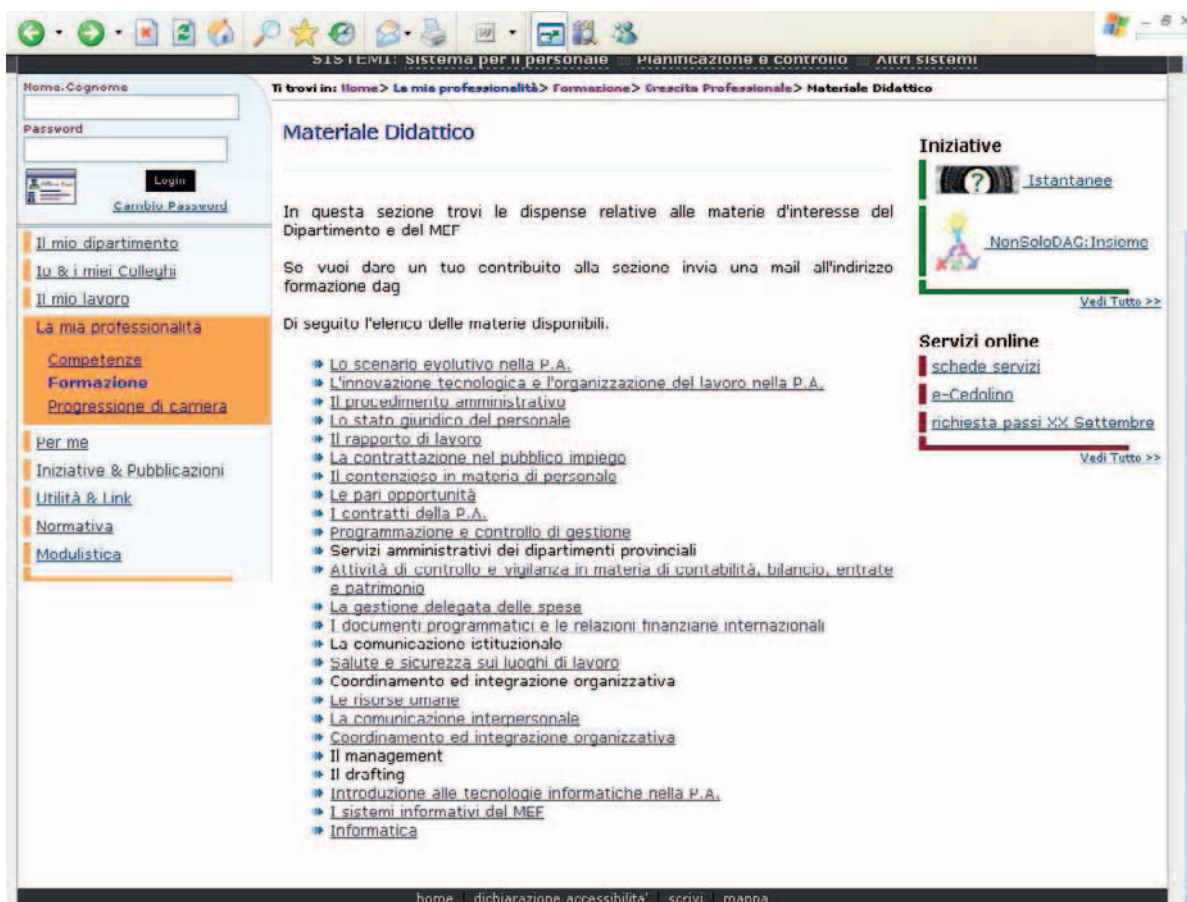 SISTEMI: Sistema per il personale Pianificazione e controllo Altri sistemi
Nome.Cognome
Password
Login
Cambio Password
Il mio dipartimento
Io & i miei Colleghi
Il mio lavoro
La mia professionalità
Competenze
Formazione
Progressione di carriera
Per me
Iniziative & Pubblicazioni
Utilità & Link
Normativa
Modulistica
Ti trovi in: Home> La mia professionalità> Formazione> Crescita Professionale> Materiale Didattico
Materiale Didattico
In questa sezione trovi le dispense relative alle materie d'interesse del
Dipartimento e del MEF
Se vuoi dare un tuo contributo alla sezione invia una mail all'indirizzo
formazione dag
Di seguito l'elenco delle materie disponibili.
Lo scenario evolutivo nella P.A.
L'innovazione tecnologica e l'organizzazione del lavoro nella P.A.
Il procedimento amministrativo
Lo stato giuridico del personale
Il rapporto di lavoro
La contrattazione nel pubblico impiego
Il contenzioso in materia di personale
Le pari opportunità
I contratti della P.A.
Programmazione e controllo di gestione
Servizi amministrativi dei dipartimenti provinciali
Attività di controllo e vigilanza in materia di contabilità, bilancio, entrate
e patrimonio
La gestione delegata delle spese
I documenti programmatici e le relazioni finanziarie internazionali
La comunicazione istituzionale
Salute e sicurezza sui luoghi di lavoro
Coordinamento ed integrazione organizzativa
Le risorse umane
La comunicazione interpersonale
Coordinamento ed integrazione organizzativa
Il management
Il drafting
Introduzione alle tecnologie informatiche nella P.A.
I sistemi informativi del MEF
Informatica
Iniziative
?
Istantanee
NonSoloDAG:Insieme
Vedi Tutto >>
Servizi online
schede servizi
e-Cedolino
richiesta passi XX Settembre
Vedi Tutto >>
home | dichiarazione accessibilita' | scrivi | mappa